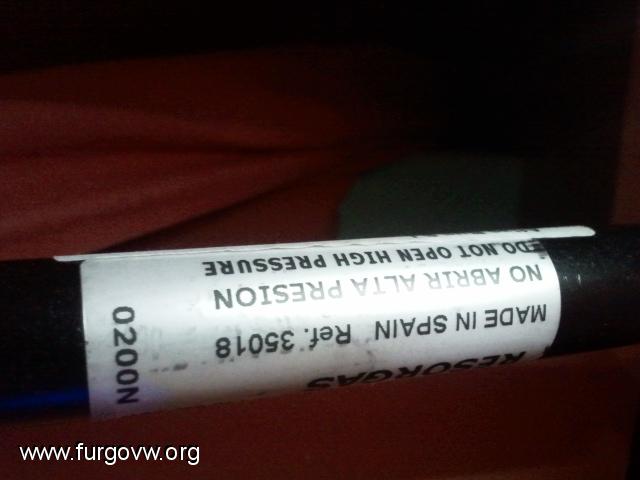 RESORGAS
MADE IN SPAIN Ref. 35018
NO ABRIR ALTA PRESION
DO NOT OPEN HIGH PRESSURE
0200N
www.furgovw.org